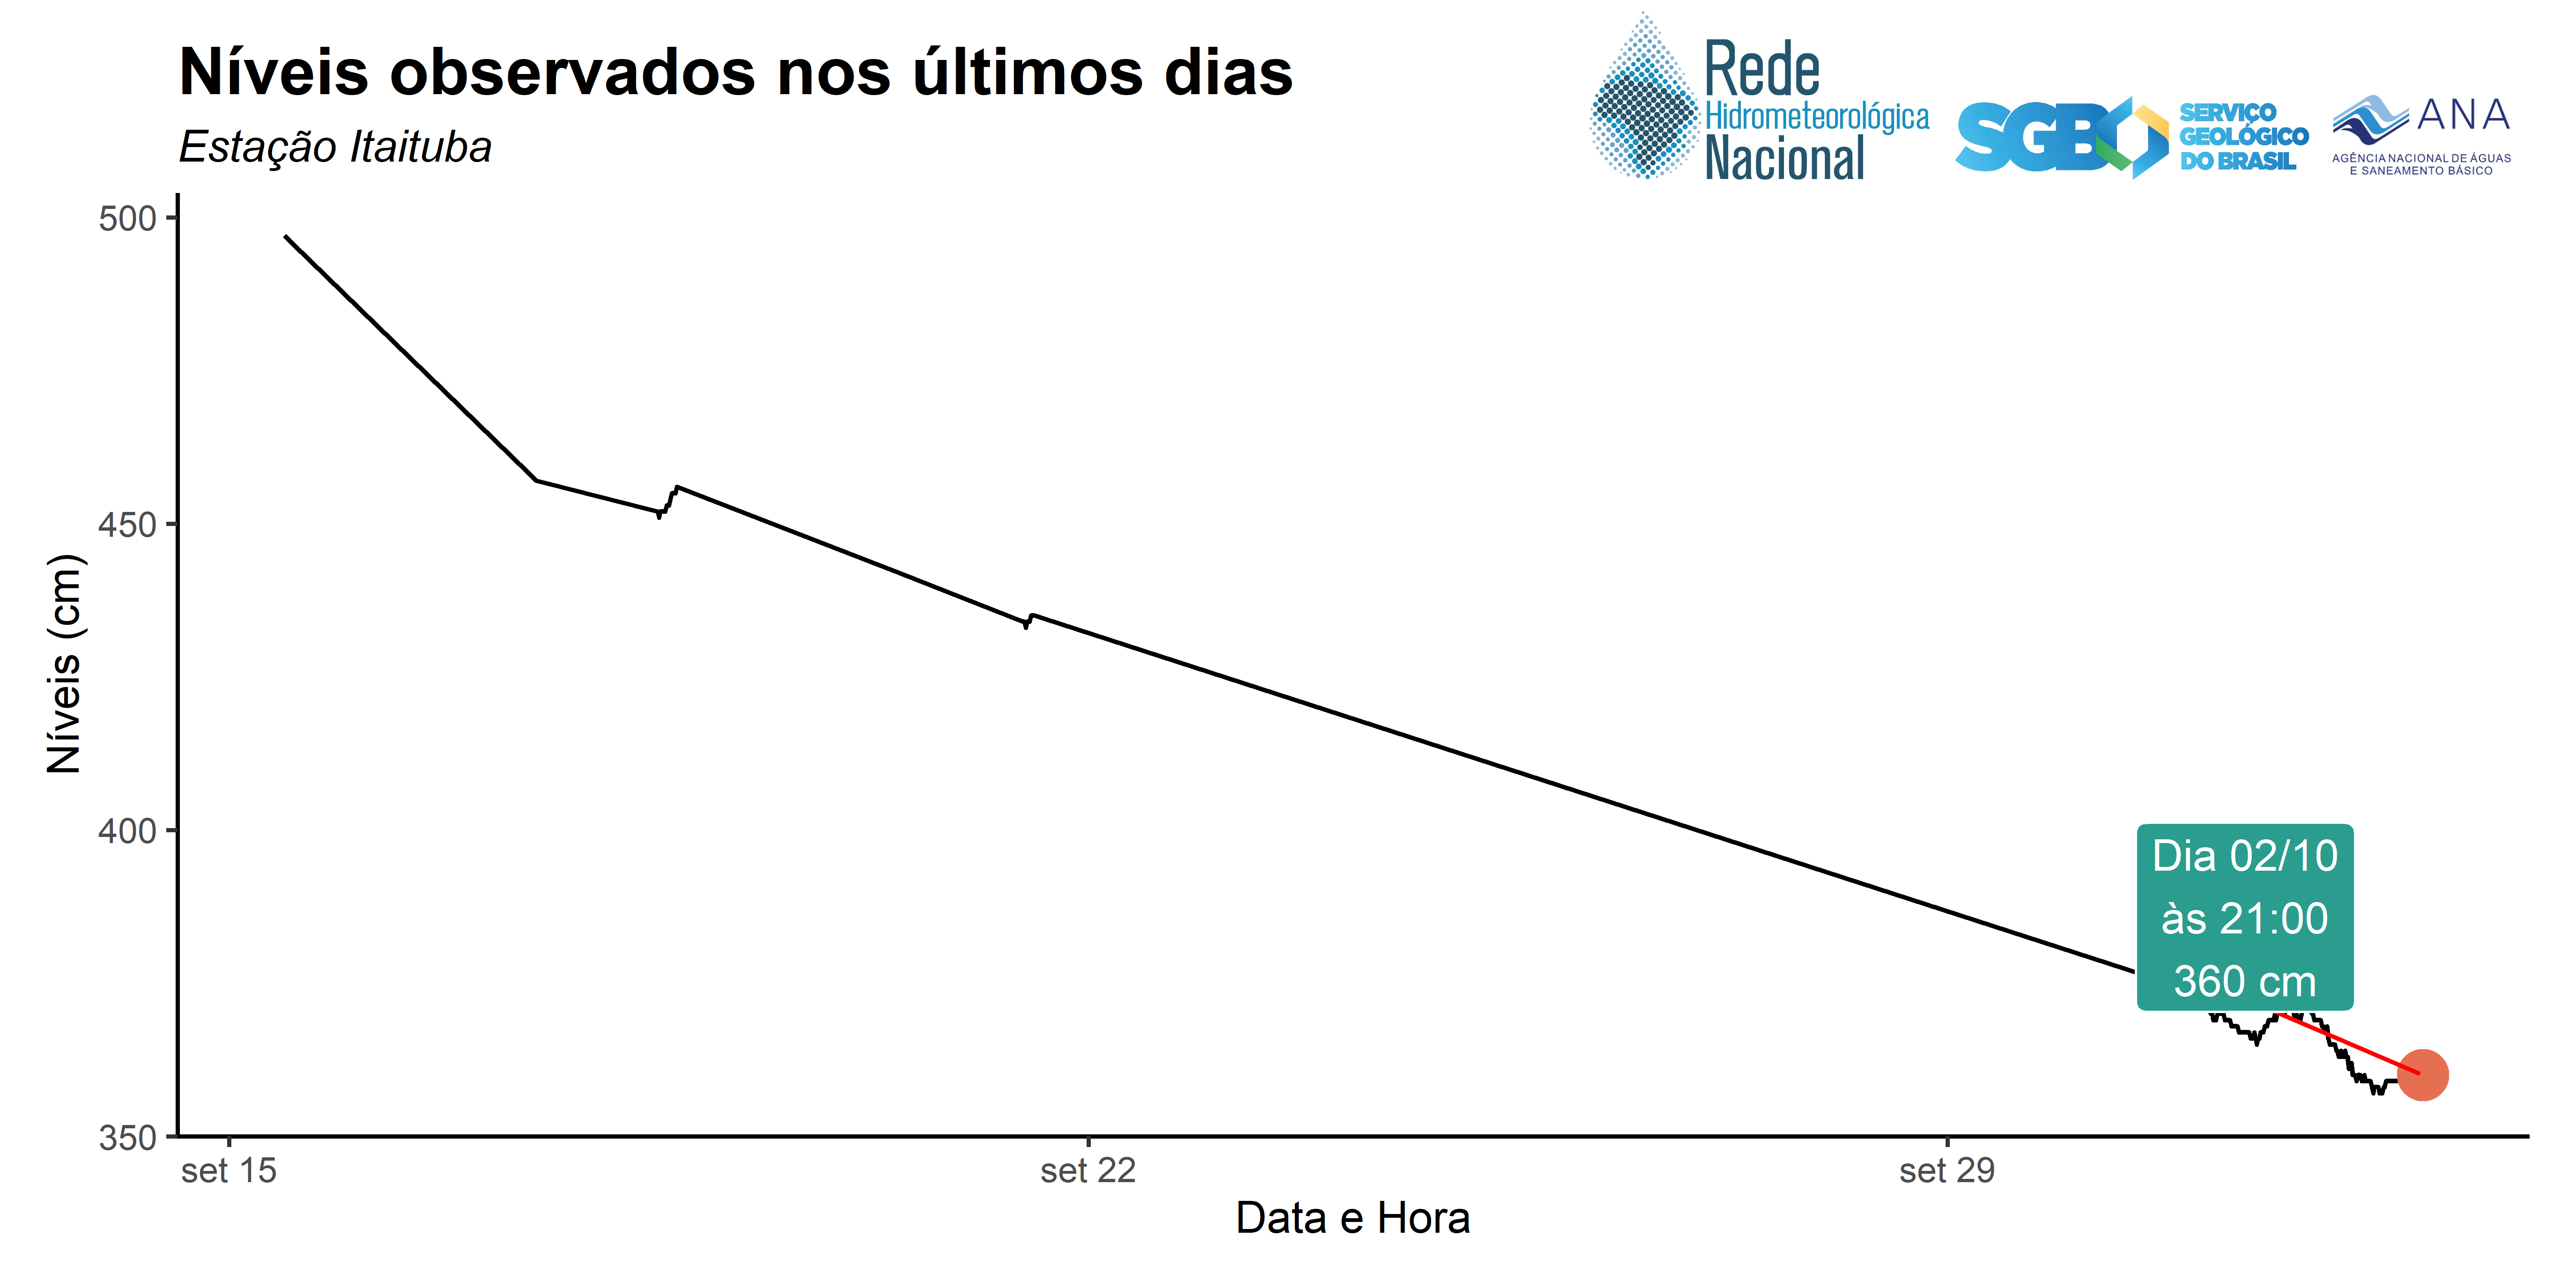 Níveis observados nos últimos dias
Estação Itaituba
Rede
Hidrometeorológica
Nacional
SGB
SERVIÇO
GEOLÓGICO
DO BRASIL
ANA
AGÊNCIA NACIONAL DE ÁGUAS
E SANEAMENTO BÁSICO
Níveis (cm)
500
450
400
350
Dia 02/10
às 21:00
360 cm
set 15
set 22
set 29
Data e Hora